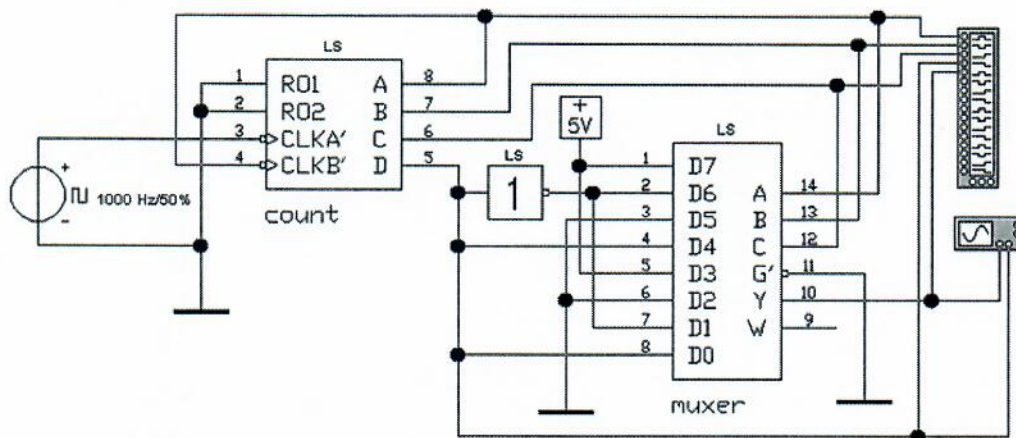 LS
1 RO1 A 8
2 RO2 B 7
3 CLKA' C 6
4 CLKB' D 5
count
+
-
1000 Hz/50%
LS
1
+
5V
LS
1 D7
2 D6 A 14
3 D5 B 13
4 D4 C 12
5 D3 G' 11
6 D2 Y 10
7 D1 W 9
8 D0
muxer